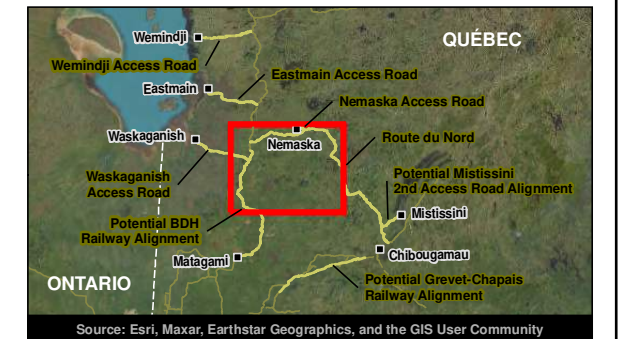 Wemindji
QUÉBEC
Wemindji Access Road
Eastmain Access Road
Eastmain
Nemaska Access Road
Waskaganish
Nemaska
Route du Nord
Waskaganish
Access Road
Potential Mistissini
2nd Access Road Alignment
Mistissini
Potential BDH
Railway Alignment
Matagami
Chibougamau
ONTARIO
Potential Grevet-Chapais
Railway Alignment
Source: Esri, Maxar, Earthstar Geographics, and the GIS User Community